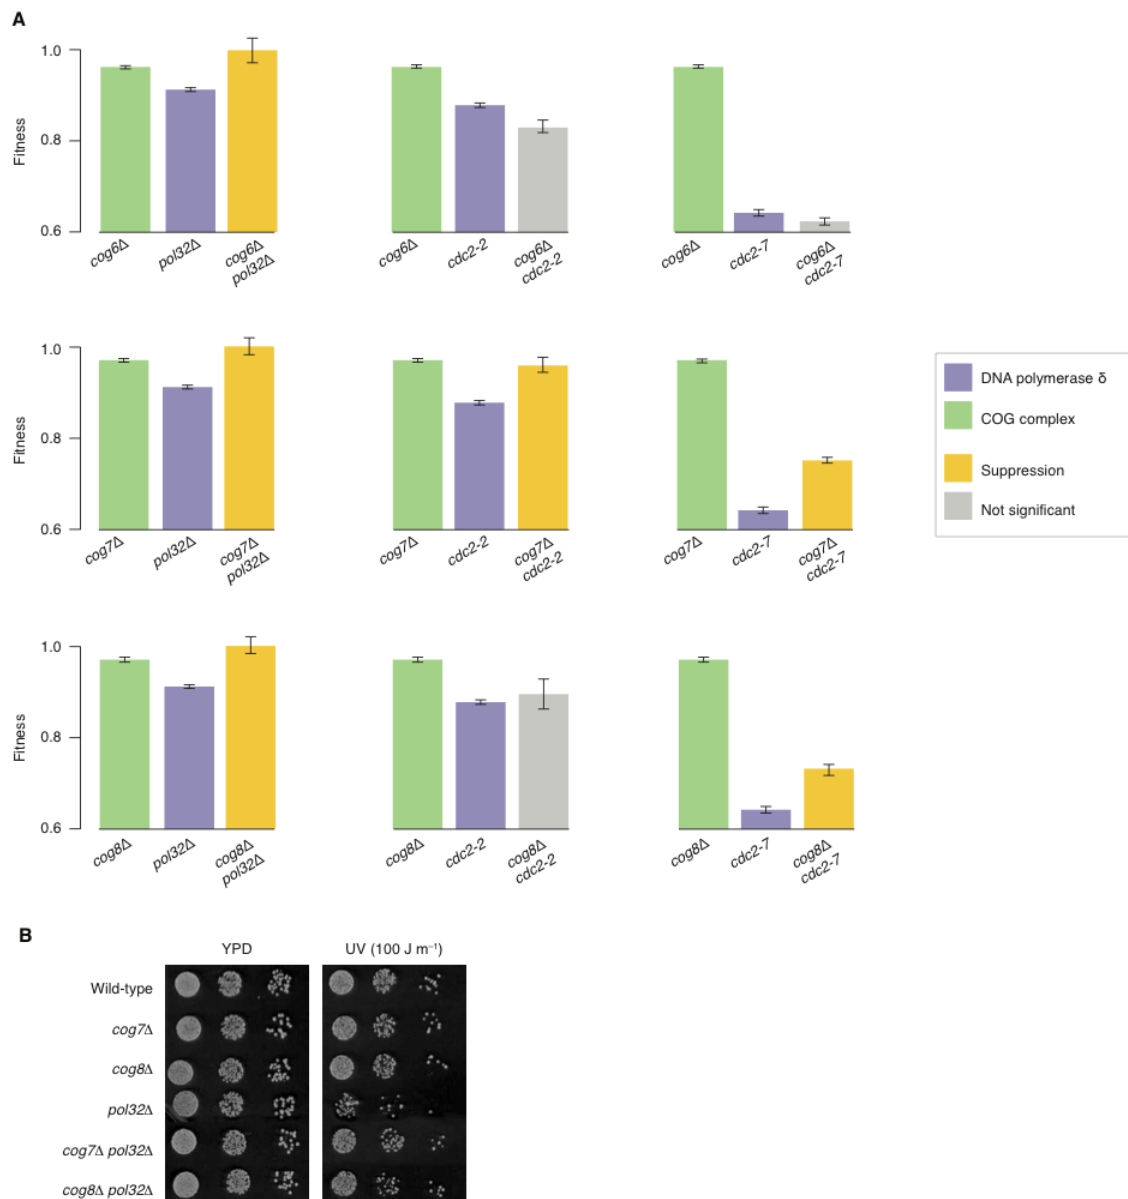 A
1.0
0.8
0.6
Fitness
cog6Δ
pol32Δ
cog6Δ
pol32Δ
cog6Δ
cdc2-2
cog6Δ
cdc2-2
cog6Δ
cdc2-7
cog6Δ
cdc2-7
1.0
0.8
0.6
Fitness
cog7Δ
pol32Δ
cog7Δ
pol32Δ
cog7Δ
cdc2-2
cog7Δ
cdc2-2
cog7Δ
cdc2-7
cog7Δ
cdc2-7
DNA polymerase δ
COG complex
Suppression
Not significant
1.0
0.8
0.6
Fitness
cog8Δ
pol32Δ
cog8Δ
pol32Δ
cog8Δ
cdc2-2
cog8Δ
cdc2-2
cog8Δ
cdc2-7
cog8Δ
cdc2-7
B
YPD UV (100 J m⁻¹)
Wild-type
cog7Δ
cog8Δ
pol32Δ
cog7Δ pol32Δ
cog8Δ pol32Δ